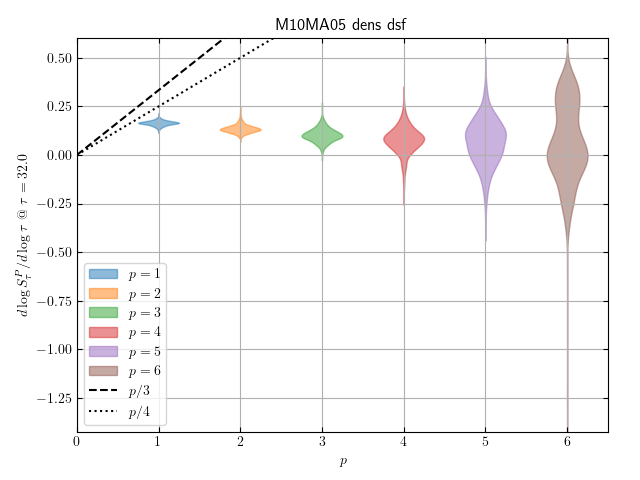 M10MA05 dens dsf
d log S_τ^P / d log τ @ τ = 32.0
0.50
0.25
0.00
−0.25
−0.50
−0.75
−1.00
−1.25
p = 1
p = 2
p = 3
p = 4
p = 5
p = 6
p/3
p/4
0 1 2 3 4 5 6
p